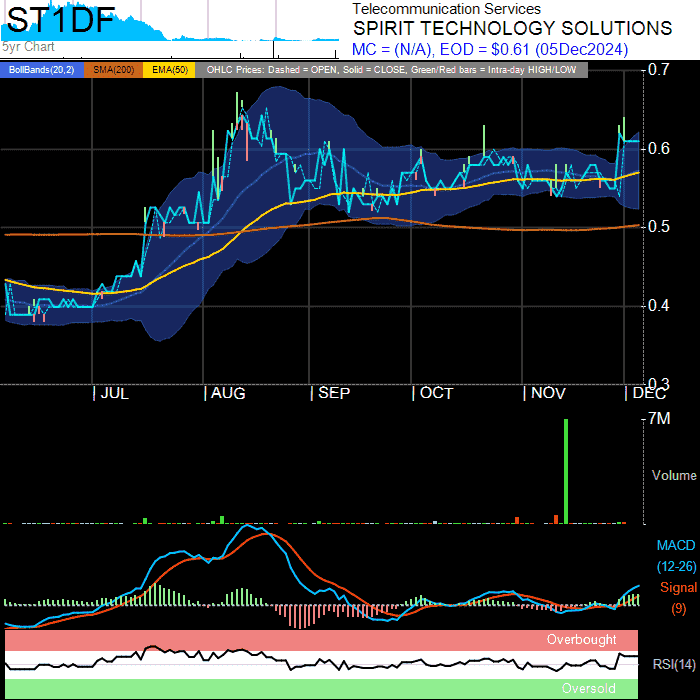 ST1DF
Telecommunication Services
SPIRIT TECHNOLOGY SOLUTIONS
MC = (N/A), EOD = $0.61 (05Dec2024)
5yr Chart
BollBands(20,2) SMA(200) EMA(50) OHLC Prices: Dashed = OPEN, Solid = CLOSE, Green/Red bars = Intra-day HIGH/LOW
0.7
0.6
0.5
0.4
0.3
JUL AUG SEP OCT NOV DEC
7M
Volume
MACD
(12-26)
Signal
(9)
Overbought
RSI(14)
Oversold